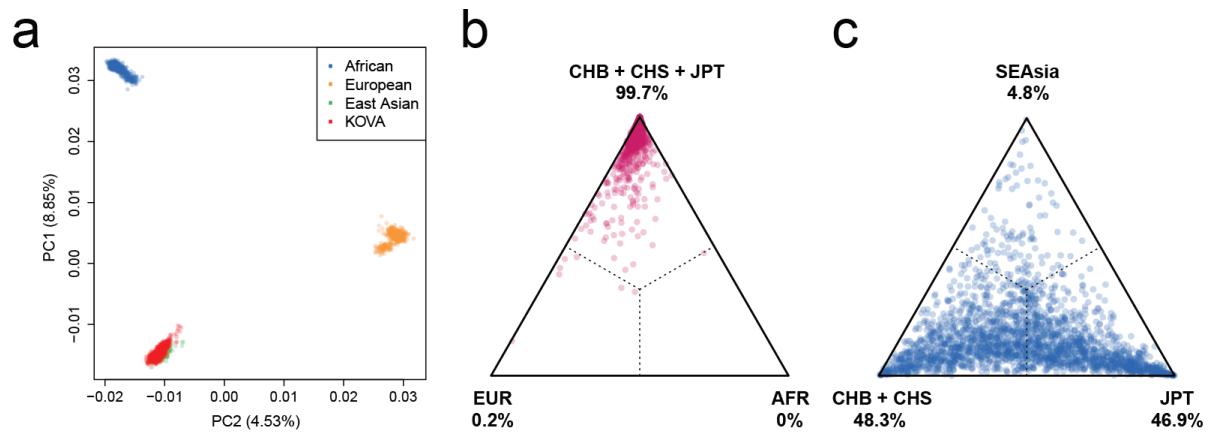 a
African
European
East Asian
KOVA
PC1 (8.85%)
0.03
0.02
0.01
0.00
−0.01
−0.02
−0.01
0.00
0.01
0.02
0.03
PC2 (4.53%)
b
CHB + CHS + JPT
99.7%
EUR
0.2%
AFR
0%
c
SEAsia
4.8%
CHB + CHS
48.3%
JPT
46.9%